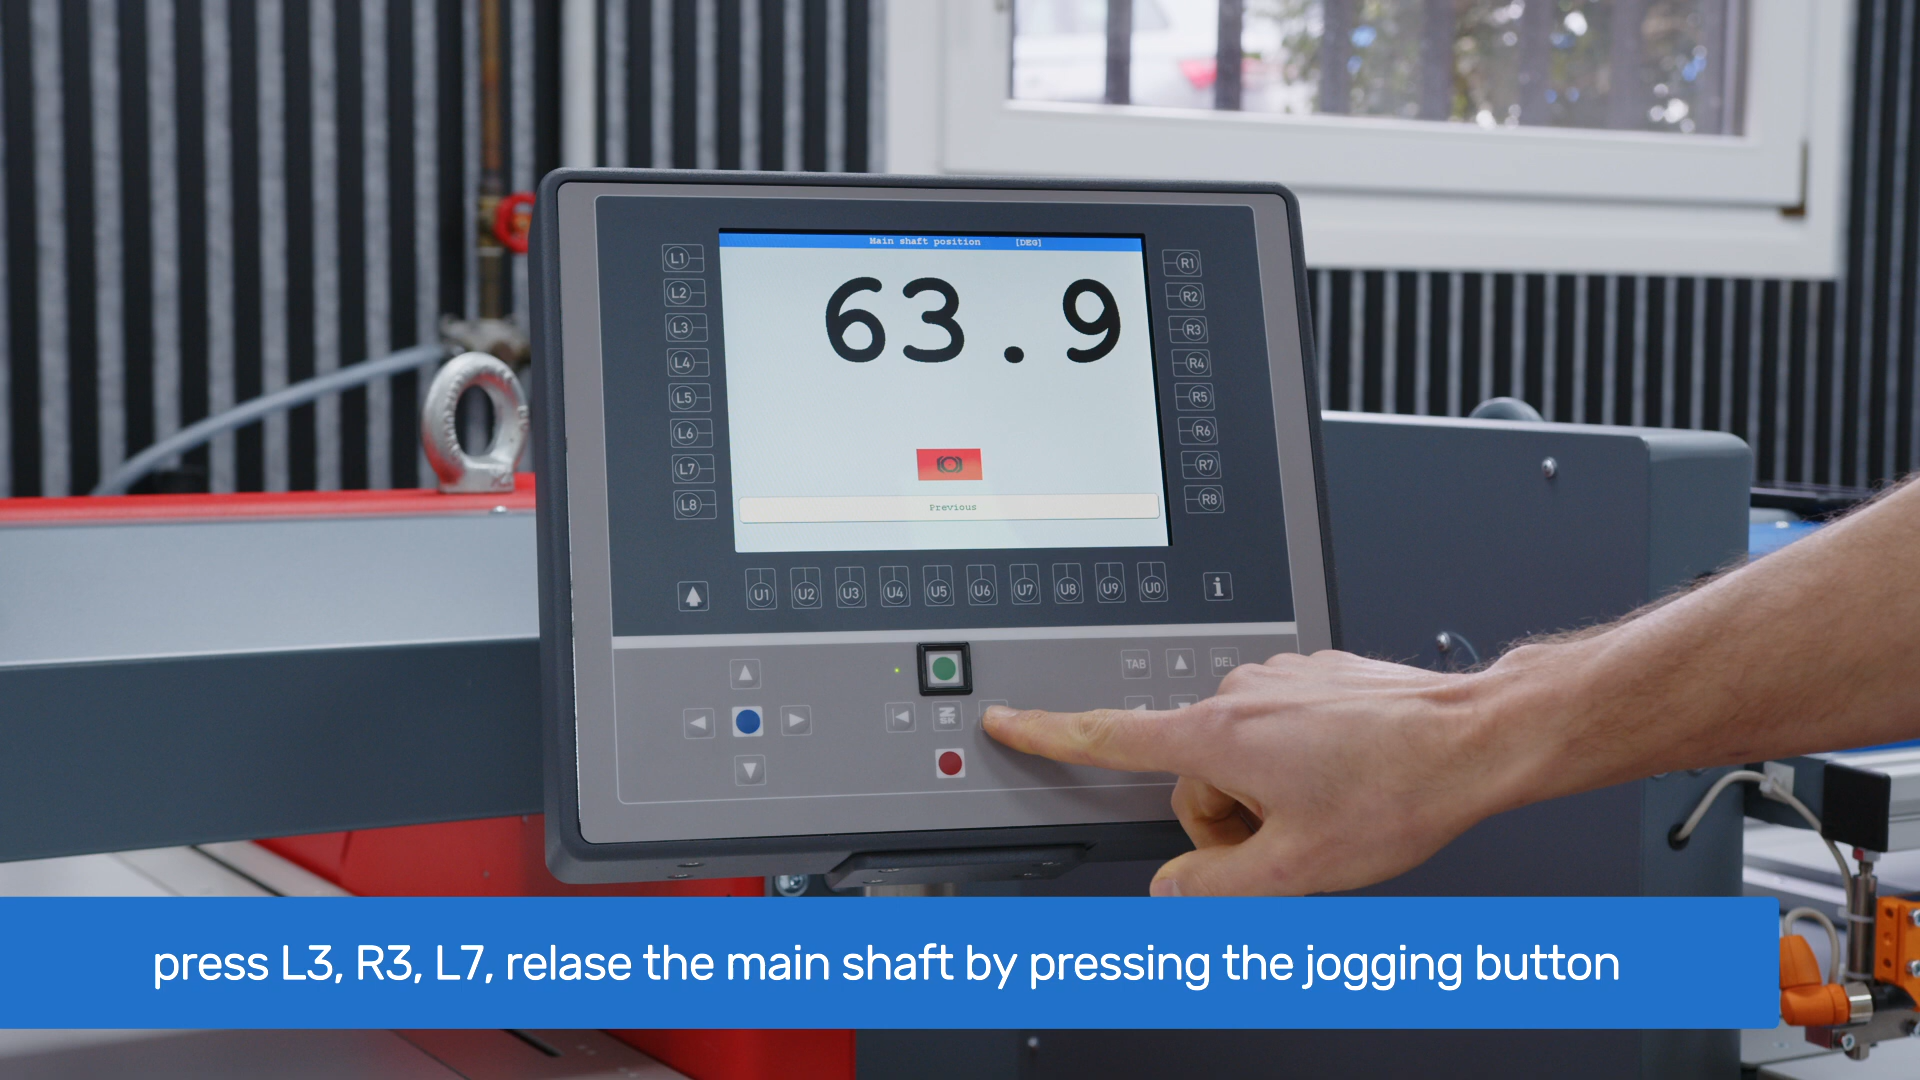 Main shaft position [DEG]
63.9
Previous
L1
L2
L3
L4
L5
L6
L7
L8
R1
R2
R3
R4
R5
R6
R7
R8
U1 U2 U3 U4 U5 U6 U7 U8 U9 U0
i
TAB DEL
ZSK
press L3, R3, L7, relase the main shaft by pressing the jogging button